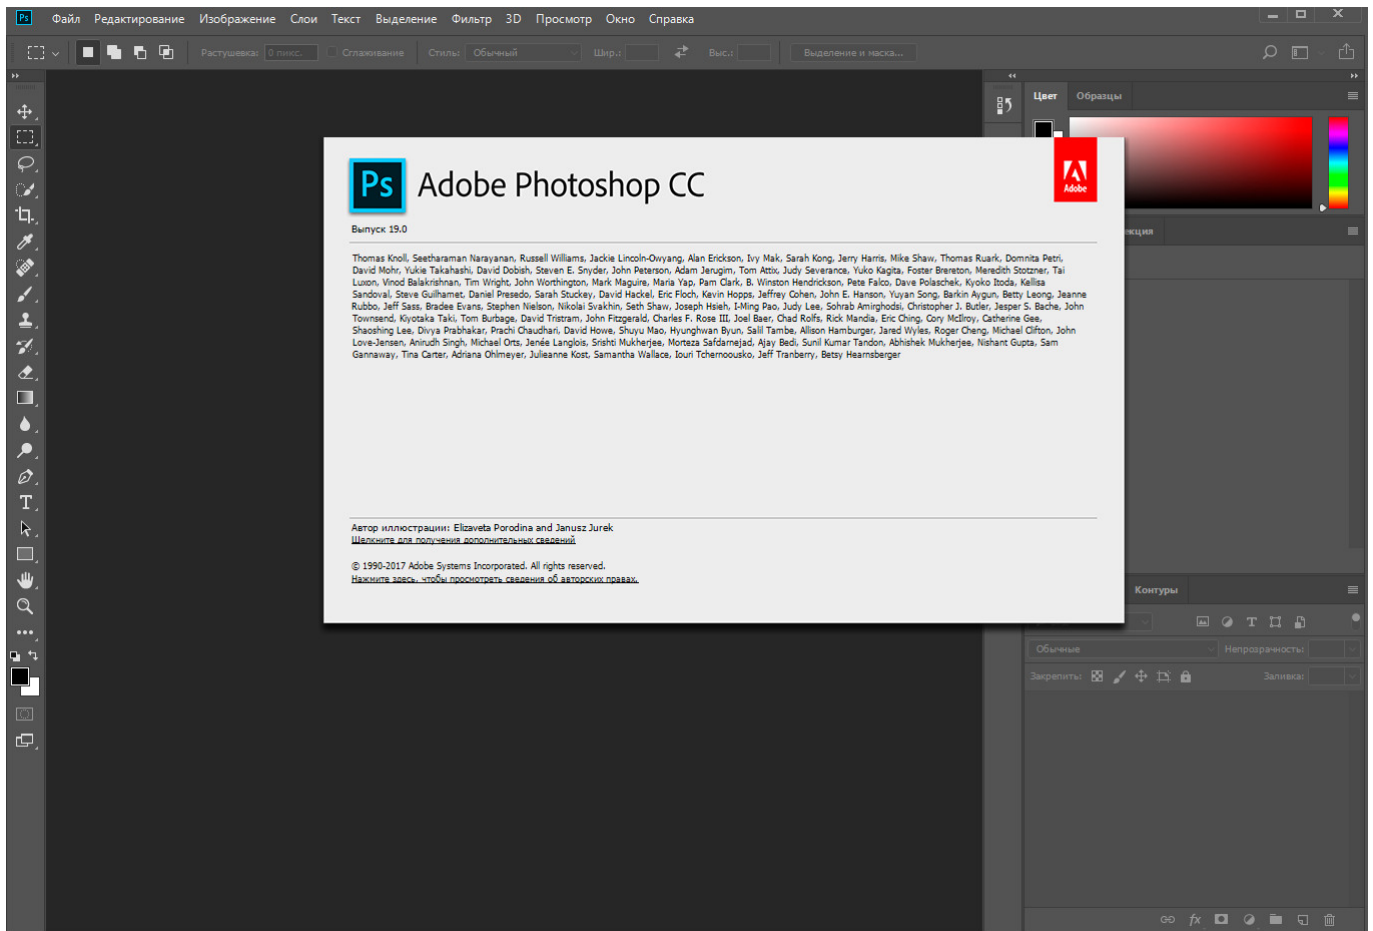 Ps Файл Редактирование Изображение Слои Текст Выделение Фильтр 3D Просмотр Окно Справка
Растушевка: 0 пикс. Сглаживание Стиль: Обычный Шир.: Выс.: Выделение и маска...
Цвет Образцы
Ps Adobe Photoshop CC
Adobe
Выпуск 19.0
екция
Thomas Knoll, Seetharaman Narayanan, Russell Williams, Jackie Lincoln-Owyang, Alan Erickson, Ivy Mak, Sarah Kong, Jerry Harris, Mike Shaw, Thomas Ruark, Domnita Petri,
David Mohr, Yukie Takahashi, David Dobish, Steven E. Snyder, John Peterson, Adam Jerugim, Tom Attix, Judy Severance, Yuko Kagita, Foster Brereton, Meredith Stotzner, Tai
Luxon, Vinod Balakrishnan, Tim Wright, John Worthington, Mark Maguire, Maria Yap, Pam Clark, B. Winston Hendrickson, Pete Falco, Dave Polaschek, Kyoko Itoda, Kellisa
Sandoval, Steve Guilhamet, Daniel Presedo, Sarah Stuckey, David Hackel, Eric Floch, Kevin Hopps, Jeffrey Cohen, John E. Hanson, Yuyan Song, Barkin Aygun, Betty Leong, Jeanne
Rubbo, Jeff Sass, Bradee Evans, Stephen Nielson, Nikolai Svakhin, Seth Shaw, Joseph Hsieh, I-Ming Pao, Judy Lee, Sohrab Amirghodsi, Christopher J. Butler, Jesper S. Bache, John
Townsend, Kiyotaka Taki, Tom Burbage, David Tristram, John Fitzgerald, Charles F. Rose III, Joel Baer, Chad Rolfs, Rick Mandia, Eric Ching, Cory McIlroy, Catherine Gee,
Shaoshing Lee, Divya Prabhakar, Prachi Chaudhari, David Howe, Shuyu Mao, Hyunghwan Byun, Salil Tambe, Allison Hamburger, Jared Wyles, Roger Cheng, Michael Clifton, John
Love-Jensen, Anirudh Singh, Michael Orts, Jenée Langlois, Srishti Mukherjee, Morteza Safdarnejad, Ajay Bedi, Sunil Kumar Tandon, Abhishek Mukherjee, Nishant Gupta, Sam
Gannaway, Tina Carter, Adriana Ohlmeyer, Julieanne Kost, Samantha Wallace, Iouri Tchernoousko, Jeff Tranberry, Betsy Hearnsberger
Автор иллюстрации: Elizaveta Porodina and Janusz Jurek
Щелкните для получения дополнительных сведений
© 1990-2017 Adobe Systems Incorporated. All rights reserved.
Нажмите здесь, чтобы просмотреть сведения об авторских правах.
Контуры
Обычные Непрозрачность:
Закрепить: Заливка:
fx